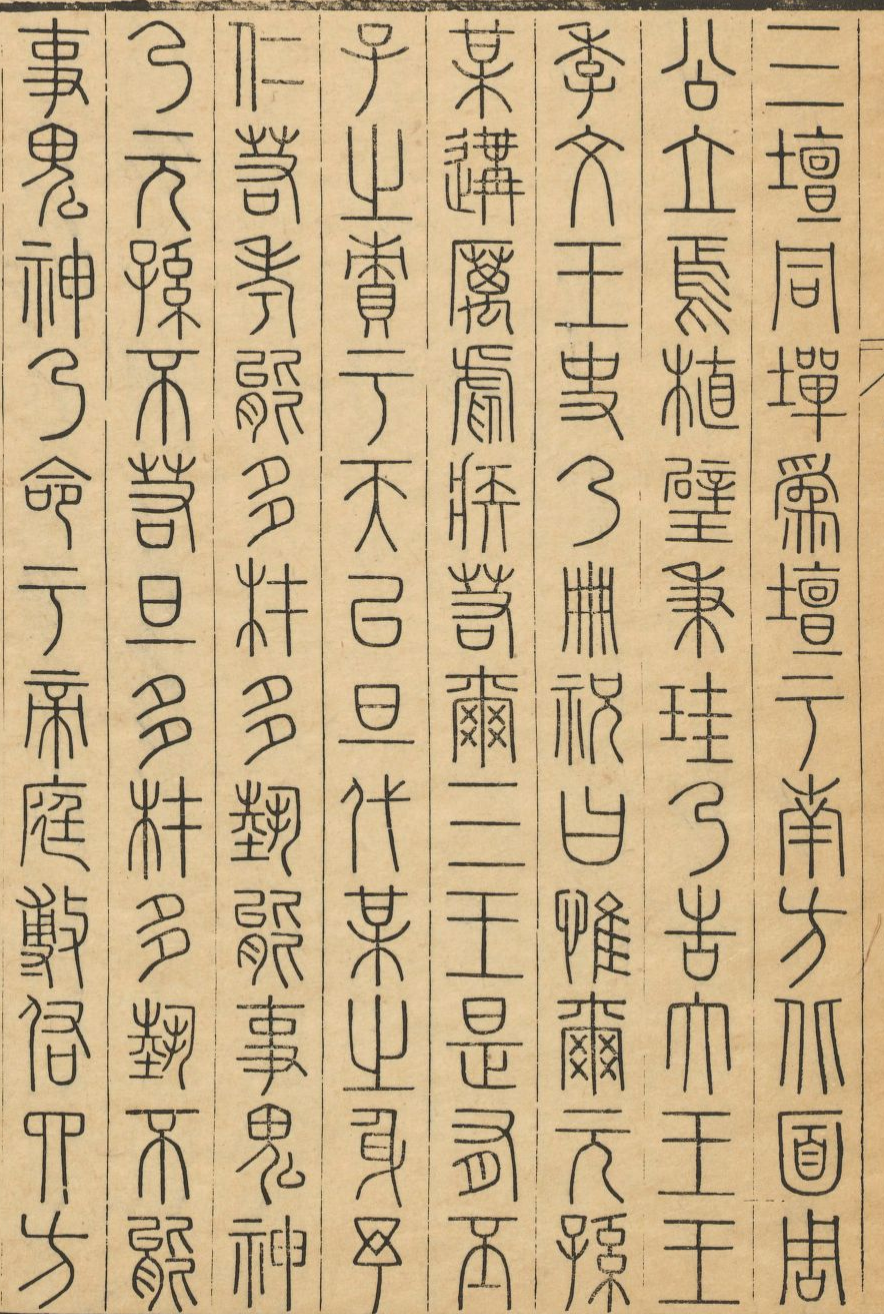 三壇同墠爲壇于南方北面周
公立焉植璧秉珪乃告大王王
季文王史乃冊祝曰惟爾元孫
某遘厲虐疾若爾三王是有丕
子之責于天以旦代某之身予
仁若考能多材多藝能事鬼神
乃元孫不若旦多材多藝不能
事鬼神乃命于帝庭敷佑四方